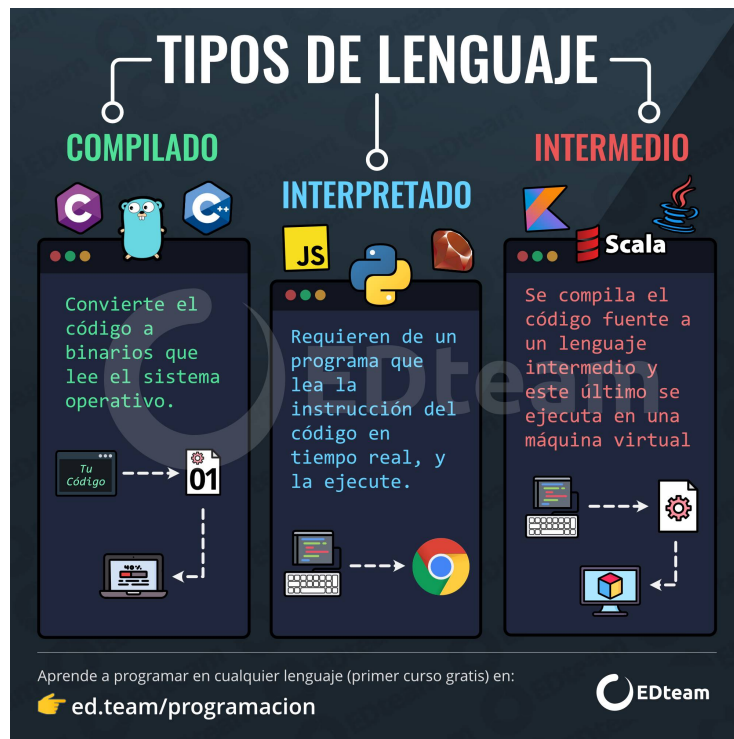 TIPOS DE LENGUAJE
COMPILADO
C
C++
Convierte el
código a
binarios que
lee el sistema
operativo.
Tu
Código
01
40%
INTERPRETADO
JS
Requieren de un
programa que
lea la
instrucción del
código en
tiempo real, y
la ejecute.
INTERMEDIO
Scala
Se compila el
código fuente a
un lenguaje
intermedio y
este último se
ejecuta en una
máquina virtual
EDteam
Aprende a programar en cualquier lenguaje (primer curso gratis) en:
ed.team/programacion
EDteam